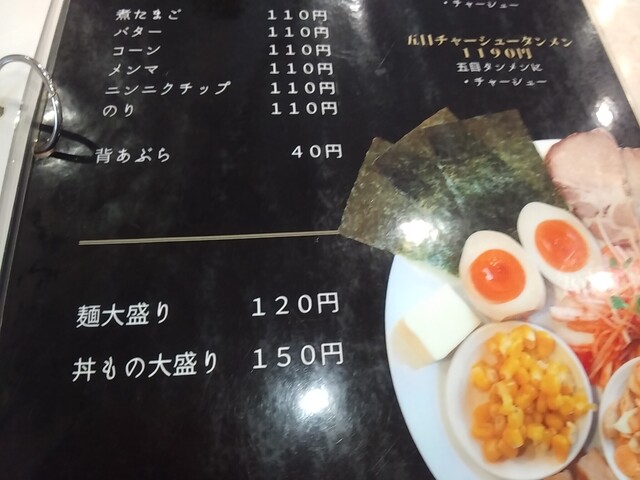 煮たまご 110円
バター 110円
コーン 110円
メンマ 110円
ニンニクチップ 110円
のり 110円
背あぶら 40円
麺大盛り 120円
丼もの大盛り 150円
・チャーシュー
五目チャーシュータンメン
1190円
五目タンメンに
・チャーシュー